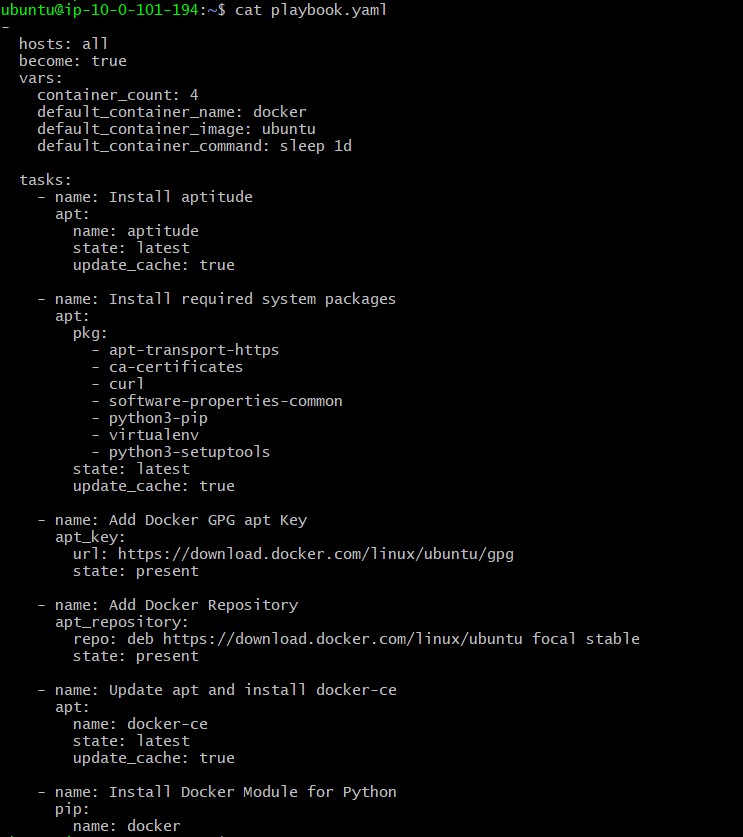 ubuntu@ip-10-0-101-194:~$ cat playbook.yaml
-
  hosts: all
  become: true
  vars:
    container_count: 4
    default_container_name: docker
    default_container_image: ubuntu
    default_container_command: sleep 1d

  tasks:
    - name: Install aptitude
      apt:
        name: aptitude
        state: latest
        update_cache: true

    - name: Install required system packages
      apt:
        pkg:
          - apt-transport-https
          - ca-certificates
          - curl
          - software-properties-common
          - python3-pip
          - virtualenv
          - python3-setuptools
        state: latest
        update_cache: true

    - name: Add Docker GPG apt Key
      apt_key:
        url: https://download.docker.com/linux/ubuntu/gpg
        state: present

    - name: Add Docker Repository
      apt_repository:
        repo: deb https://download.docker.com/linux/ubuntu focal stable
        state: present

    - name: Update apt and install docker-ce
      apt:
        name: docker-ce
        state: latest
        update_cache: true

    - name: Install Docker Module for Python
      pip:
        name: docker